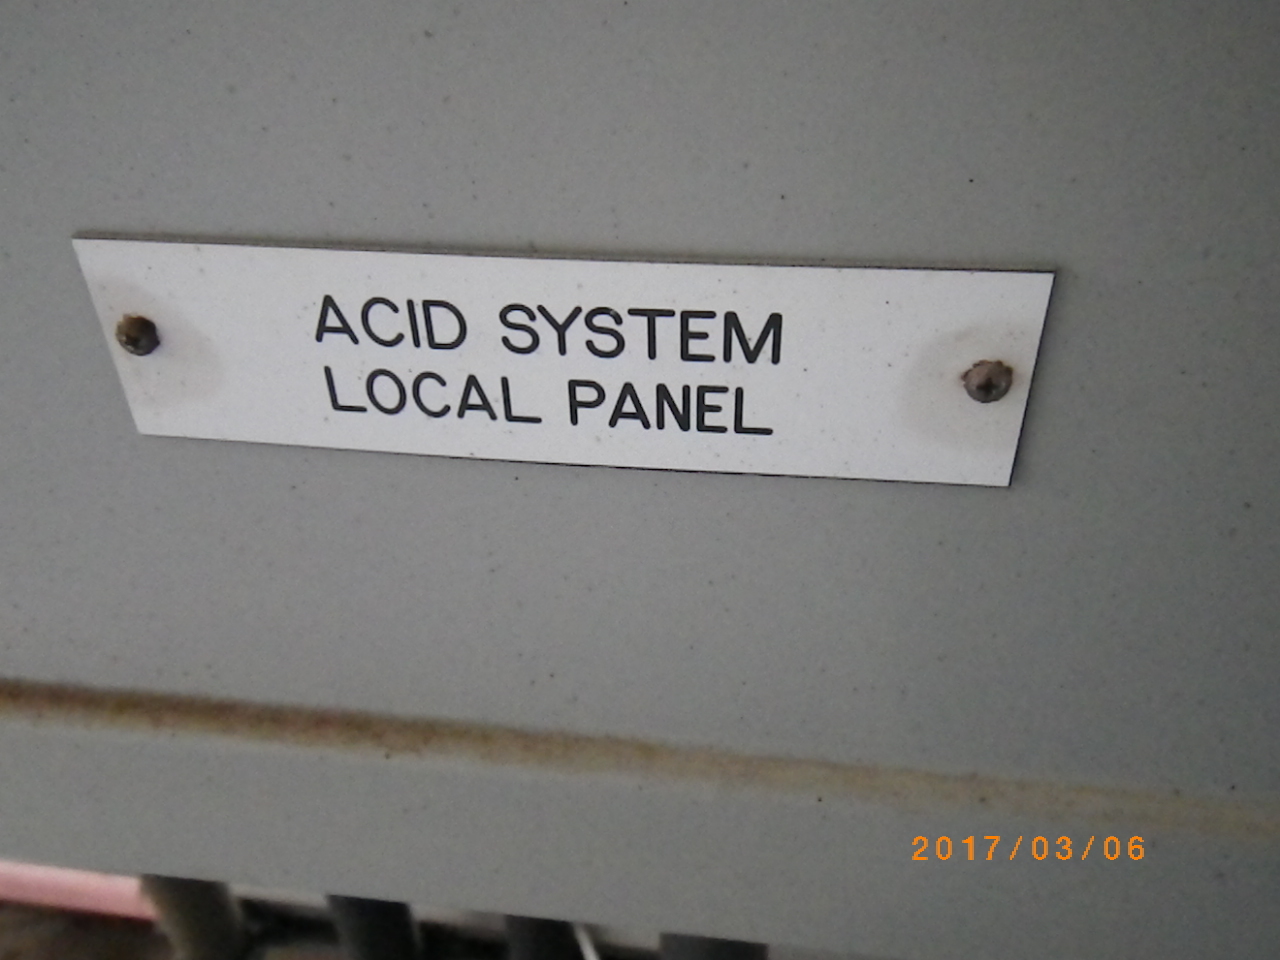 ACID SYSTEM
LOCAL PANEL
2017/03/06